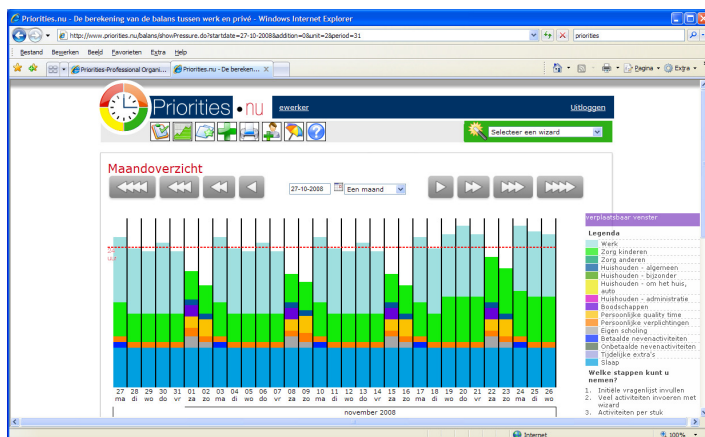 Priorities.nu - De berekening van de balans tussen werk en privé - Windows Internet Explorer
http://www.priorities.nu/balans/showPressure.do?startdate=27-10-2008&addition=0&unit=2&period=31
priorities
Bestand Bewerken Beeld Favorieten Extra Help
Priorities-Professional Organi... Priorities.nu - De bereken... X
Pagina Extra
Priorities • nu
ewerker
Uitloggen
Selecteer een wizard
Maandoverzicht
27-10-2008 Een maand
verplaatsbaar venster
Legenda
Werk
Zorg kinderen
Zorg anderen
Huishouden - algemeen
Huishouden - bijzonder
Huishouden - om het huis,
auto
Huishouden - administratie
Boodschappen
Persoonlijke quality time
Persoonlijke verplichtingen
Eigen scholing
Betaalde nevenactiviteiten
Onbetaalde nevenactiviteiten
Tijdelijke extra's
Slaap
Welke stappen kunt u
nemen?
1. Initiële vragenlijst invullen
2. Veel activiteiten invoeren met
wizard
3. Activiteiten per stuk
27 28 29 30 31 01 02 03 04 05 06 07 08 09 10 11 12 13 14 15 16 17 18 19 20 21 22 23 24 25 26
ma di wo do vr za zo ma di wo do vr za zo ma di wo do vr za zo ma di wo do vr za zo ma di wo
november 2008
Internet
100%